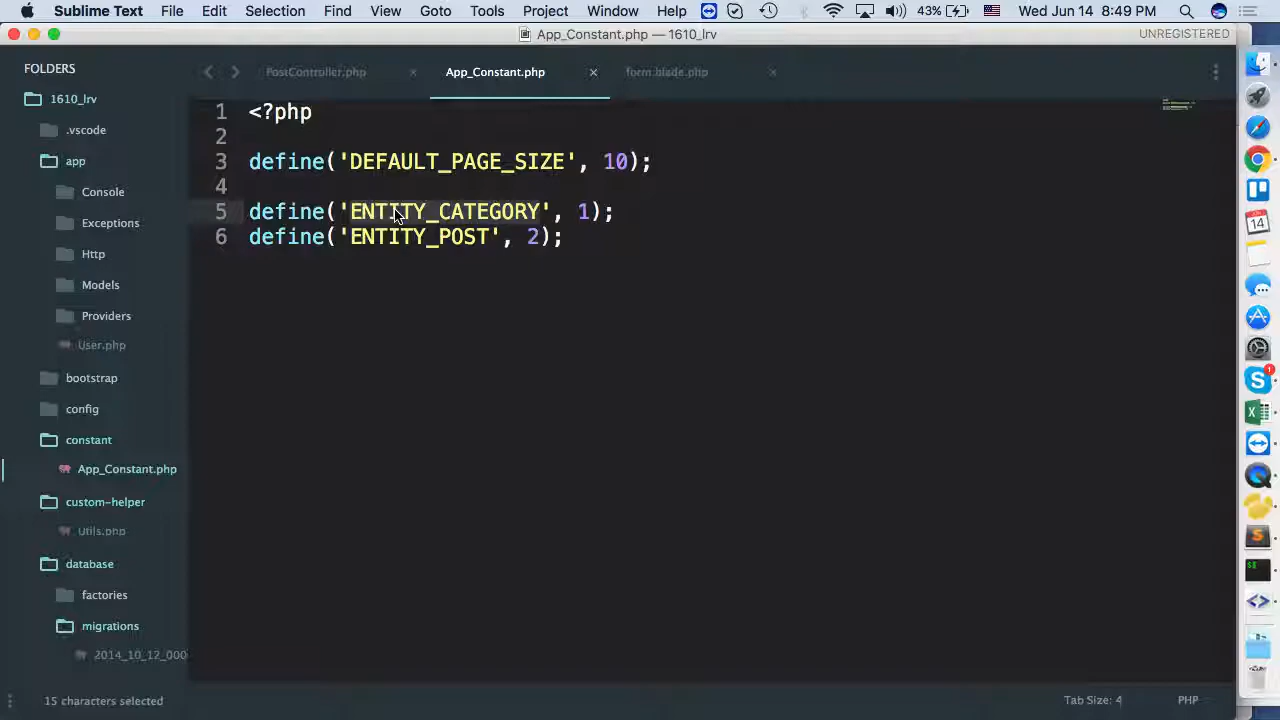 Sublime Text File Edit Selection Find View Goto Tools Project Window Help 43% Wed Jun 14 8:49 PM
App_Constant.php — 1610_lrv UNREGISTERED
FOLDERS
1610_lrv
.vscode
app
Console
Exceptions
Http
Models
Providers
User.php
bootstrap
config
constant
App_Constant.php
custom-helper
Utils.php
database
factories
migrations
2014_10_12_000
PostController.php × App_Constant.php × form.blade.php ×
1 <?php
2
3 define('DEFAULT_PAGE_SIZE', 10);
4
5 define('ENTITY_CATEGORY', 1);
6 define('ENTITY_POST', 2);
14
1
15 characters selected Tab Size: 4 PHP